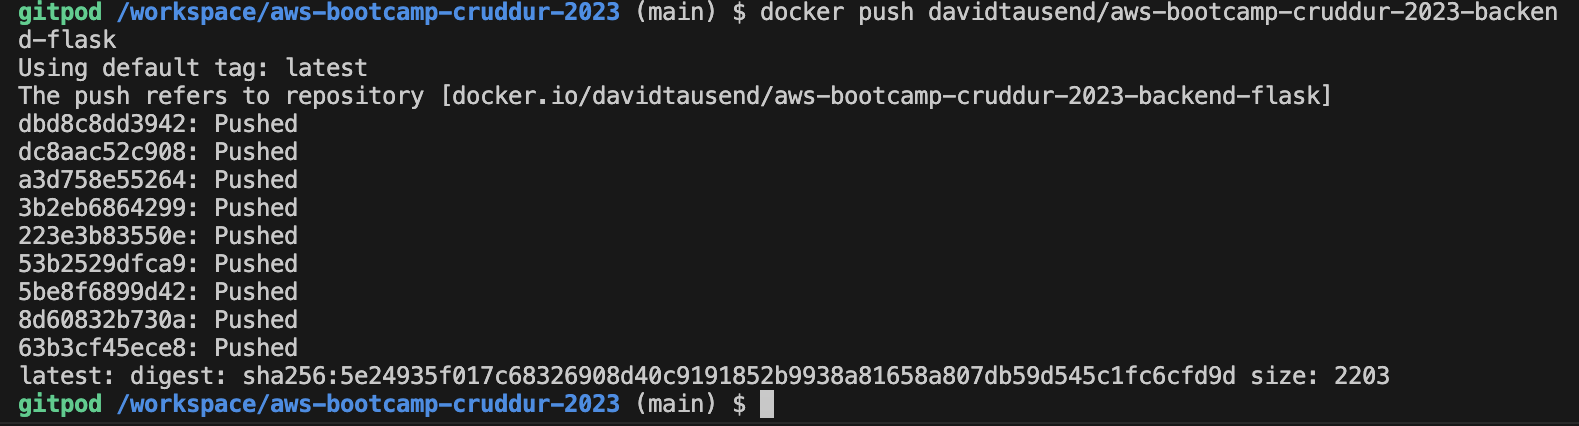 gitpod /workspace/aws-bootcamp-cruddur-2023 (main) $ docker push davidtausend/aws-bootcamp-cruddur-2023-backen
d-flask
Using default tag: latest
The push refers to repository [docker.io/davidtausend/aws-bootcamp-cruddur-2023-backend-flask]
dbd8c8dd3942: Pushed
dc8aac52c908: Pushed
a3d758e55264: Pushed
3b2eb6864299: Pushed
223e3b83550e: Pushed
53b2529dfca9: Pushed
5be8f6899d42: Pushed
8d60832b730a: Pushed
63b3cf45ece8: Pushed
latest: digest: sha256:5e24935f017c68326908d40c9191852b9938a81658a807db59d545c1fc6cfd9d size: 2203
gitpod /workspace/aws-bootcamp-cruddur-2023 (main) $